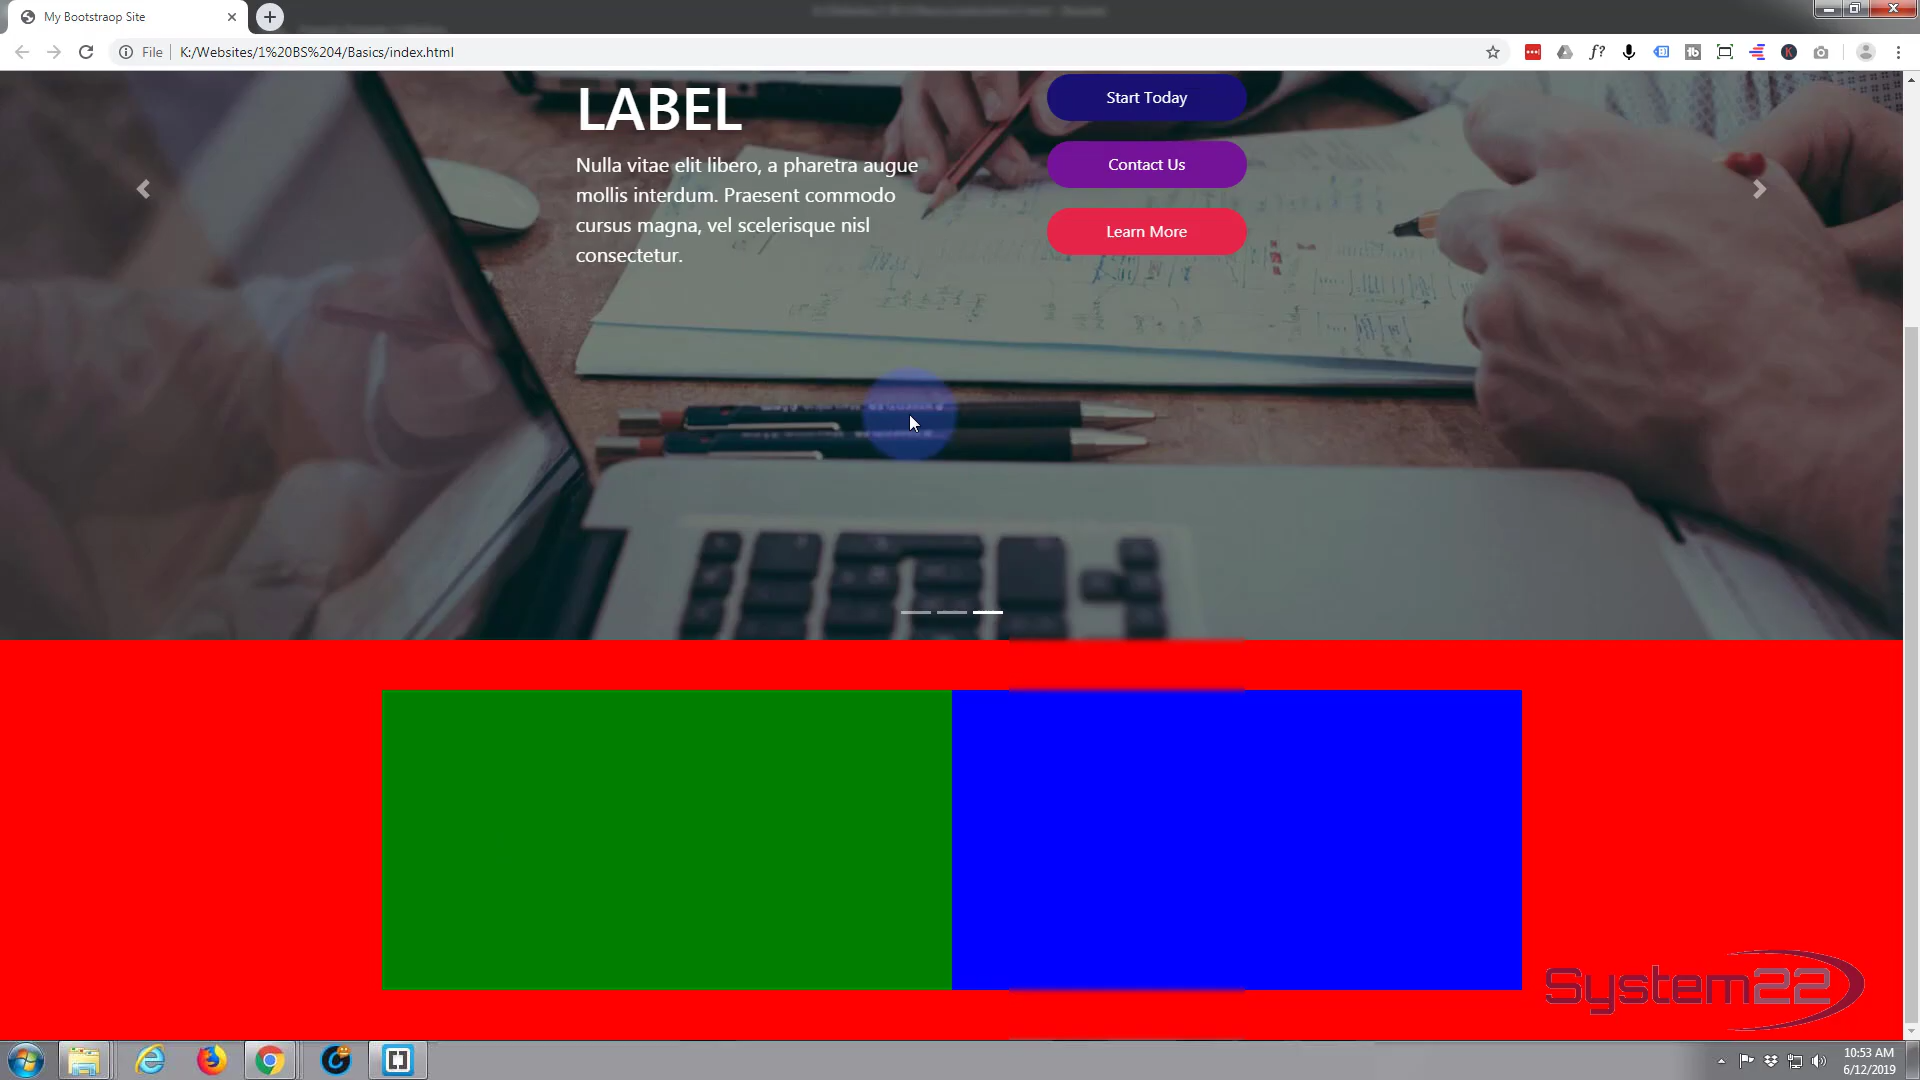 My Bootstraop Site
File
K:/Websites/1%20BS%204/Basics/index.html
f?
LABEL
Nulla vitae elit libero, a pharetra augue
mollis interdum. Praesent commodo
cursus magna, vel scelerisque nisl
consectetur.
Start Today
Contact Us
Learn More
System22
10:53 AM
6/12/2019